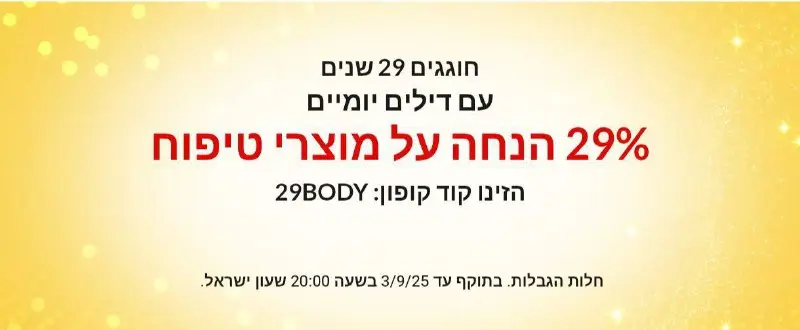 חוגגים 29 שנים
עם דילים יומיים
29% הנחה על מוצרי טיפוח
הזינו קוד קופון: 29BODY
חלות הגבלות. בתוקף עד 3/9/25 בשעה 20:00 שעון ישראל.